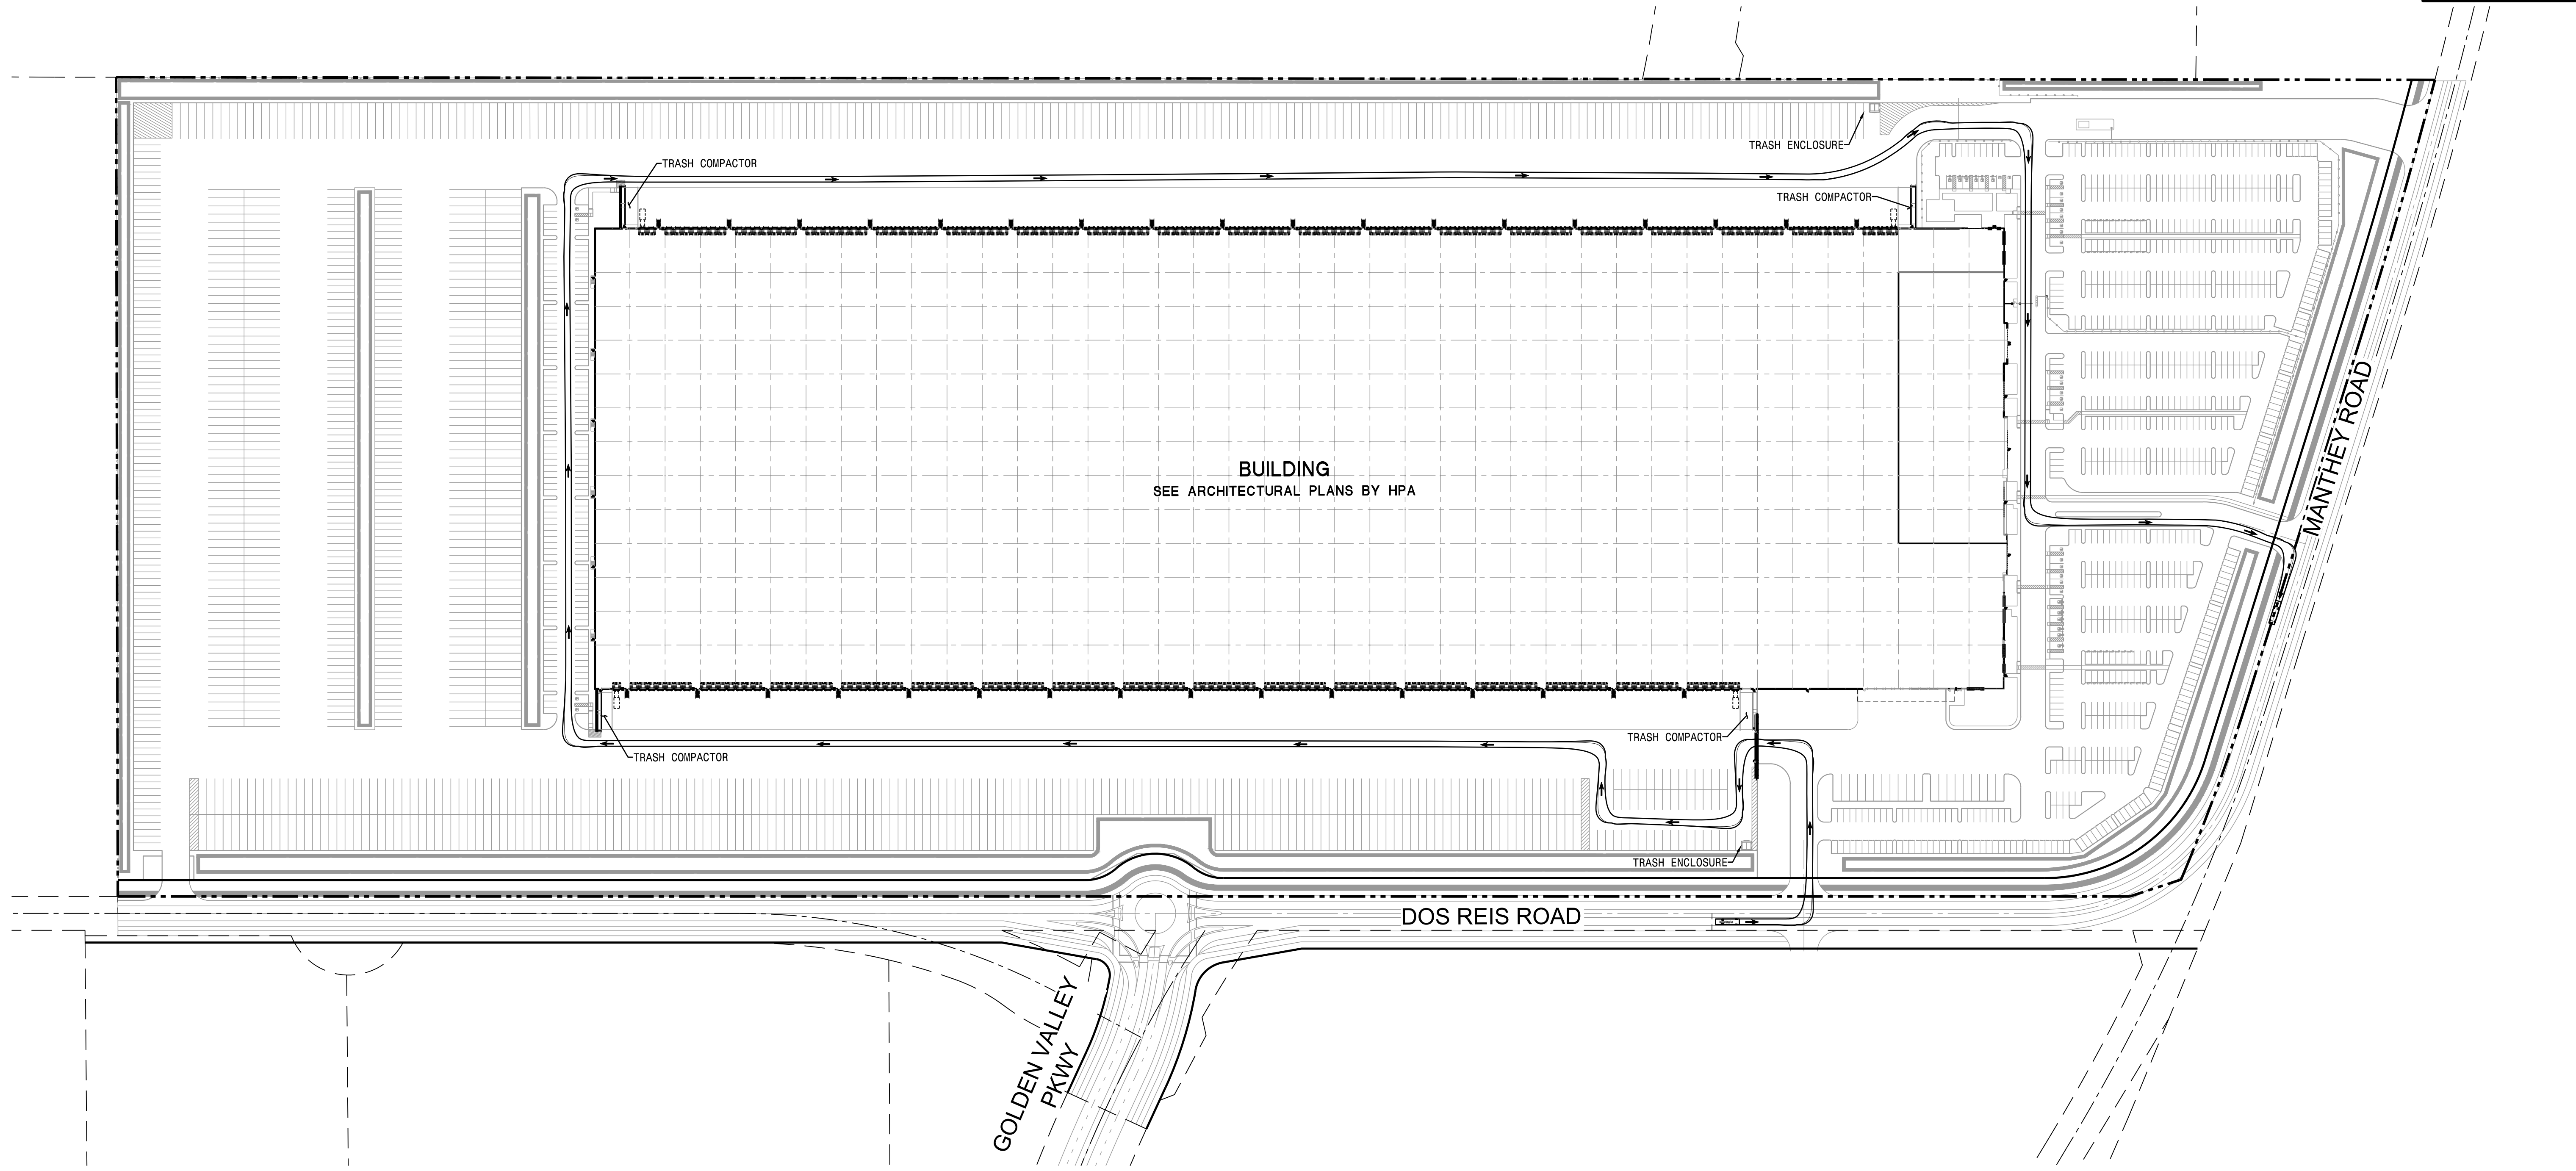 TRASH ENCLOSURE
TRASH COMPACTOR
TRASH COMPACTOR
BUILDING
SEE ARCHITECTURAL PLANS BY HPA
MANTHEY ROAD
TRASH COMPACTOR
TRASH COMPACTOR
TRASH ENCLOSURE
DOS REIS ROAD
GOLDEN VALLEY
PKWY